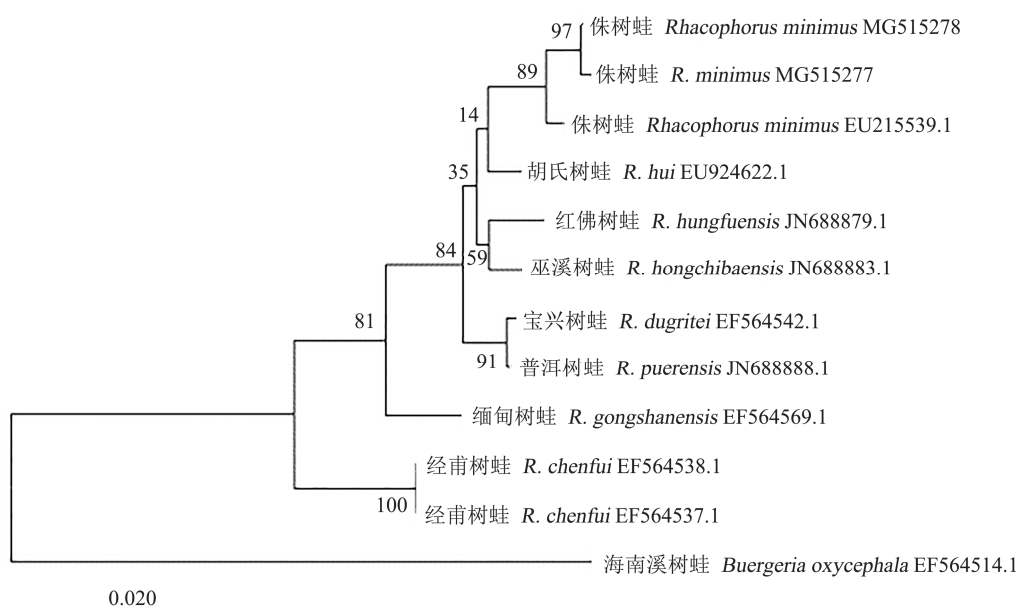 97
侏树蛙 Rhacophorus minimus MG515278
89
侏树蛙 R. minimus MG515277
14
侏树蛙 Rhacophorus minimus EU215539.1
35
胡氏树蛙 R. hui EU924622.1
红佛树蛙 R. hungfuensis JN688879.1
84
59
巫溪树蛙 R. hongchibaensis JN688883.1
81
宝兴树蛙 R. dugritei EF564542.1
91
普洱树蛙 R. puerensis JN688888.1
缅甸树蛙 R. gongshanensis EF564569.1
经甫树蛙 R. chenfui EF564538.1
100
经甫树蛙 R. chenfui EF564537.1
海南溪树蛙 Buergeria oxycephala EF564514.1
0.020